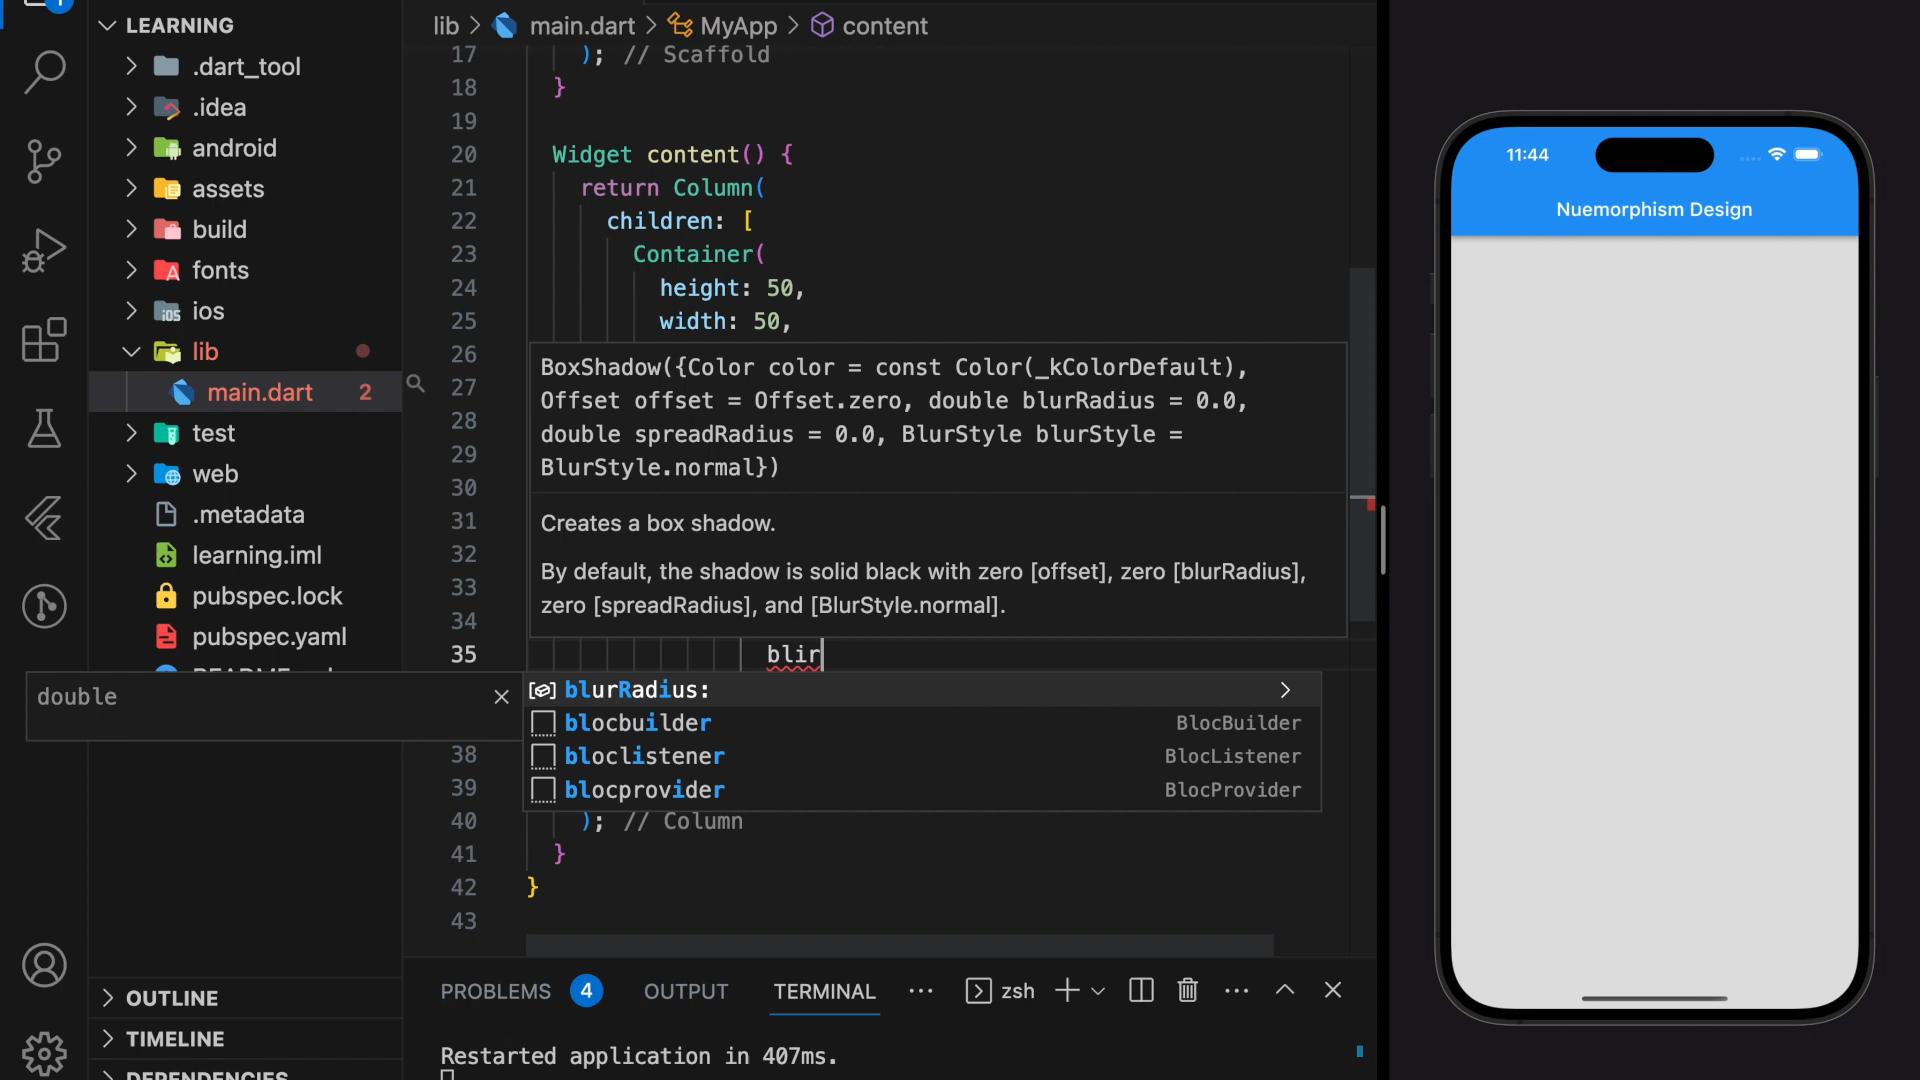 LEARNING
.dart_tool
.idea
android
assets
build
fonts
ios
lib
main.dart 2
test
web
.metadata
learning.iml
pubspec.lock
pubspec.yaml
OUTLINE
TIMELINE
DEPENDENCIES
1
double
lib > main.dart > MyApp > content
17 ); // Scaffold
18 }
19
20 Widget content() {
21 return Column(
22 children: [
23 Container(
24 height: 50,
25 width: 50,
26
27
28
29
30
31
32
33
34
35 blir
38
39
40 ); // Column
41 }
42 }
43
BoxShadow({Color color = const Color(_kColorDefault),
Offset offset = Offset.zero, double blurRadius = 0.0,
double spreadRadius = 0.0, BlurStyle blurStyle =
BlurStyle.normal})
Creates a box shadow.
By default, the shadow is solid black with zero [offset], zero [blurRadius],
zero [spreadRadius], and [BlurStyle.normal].
blurRadius:
blocbuilder BlocBuilder
bloclistener BlocListener
blocprovider BlocProvider
PROBLEMS 4 OUTPUT TERMINAL ··· zsh
Restarted application in 407ms.
11:44
Nuemorphism Design